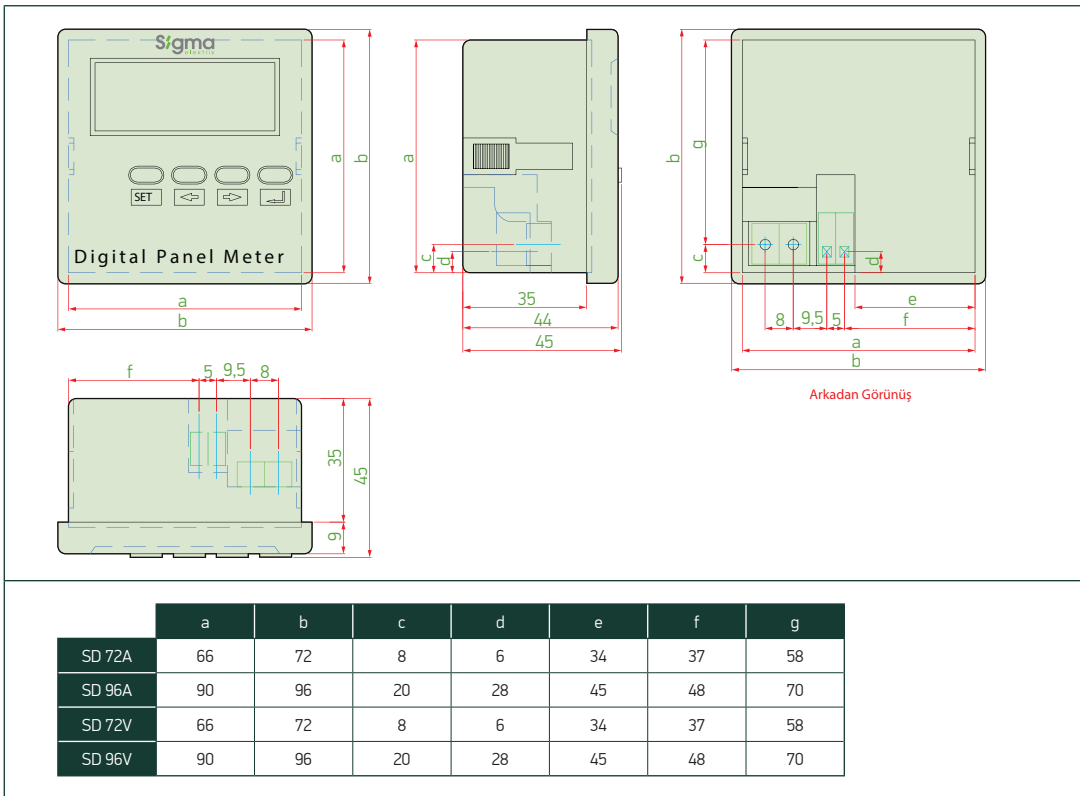 Sigma
elektrik
SET
Digital Panel Meter
a
b
a
b
a
c
d
35
44
45
b
g
c
d
e
8
9,5
5
f
a
b
Arkadan Görünüş
f
5
9,5
8
35
45
9
a b c d e f g
SD 72A 66 72 8 6 34 37 58
SD 96A 90 96 20 28 45 48 70
SD 72V 66 72 8 6 34 37 58
SD 96V 90 96 20 28 45 48 70